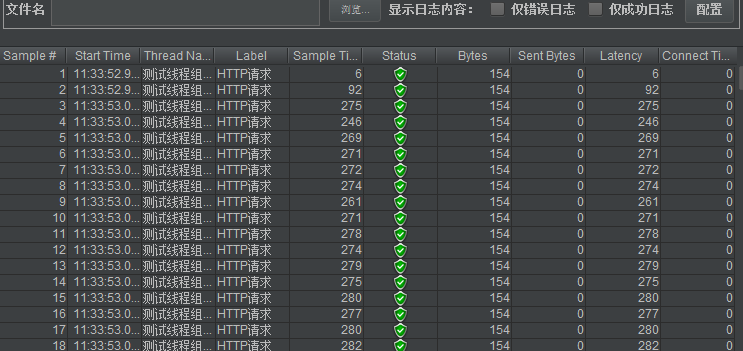 文件名 浏览... 显示日志内容： 仅错误日志 仅成功日志 配置
Sample # Start Time Thread Na... Label Sample Ti... Status Bytes Sent Bytes Latency Connect Ti...
1 11:33:52.9... 测试线程组... HTTP请求 6 154 0 6 0
2 11:33:52.9... 测试线程组... HTTP请求 92 154 0 92 0
3 11:33:53.0... 测试线程组... HTTP请求 275 154 0 275 0
4 11:33:53.0... 测试线程组... HTTP请求 246 154 0 246 0
5 11:33:53.0... 测试线程组... HTTP请求 269 154 0 269 0
6 11:33:53.0... 测试线程组... HTTP请求 271 154 0 271 0
7 11:33:53.0... 测试线程组... HTTP请求 272 154 0 272 0
8 11:33:53.0... 测试线程组... HTTP请求 274 154 0 274 0
9 11:33:53.0... 测试线程组... HTTP请求 261 154 0 261 0
10 11:33:53.0... 测试线程组... HTTP请求 271 154 0 271 0
11 11:33:53.0... 测试线程组... HTTP请求 278 154 0 278 0
12 11:33:53.0... 测试线程组... HTTP请求 274 154 0 274 0
13 11:33:53.0... 测试线程组... HTTP请求 279 154 0 279 0
14 11:33:53.0... 测试线程组... HTTP请求 275 154 0 275 0
15 11:33:53.0... 测试线程组... HTTP请求 280 154 0 280 0
16 11:33:53.0... 测试线程组... HTTP请求 277 154 0 277 0
17 11:33:53.0... 测试线程组... HTTP请求 280 154 0 280 0
18 11:33:53.0... 测试线程组... HTTP请求 282 154 0 282 0